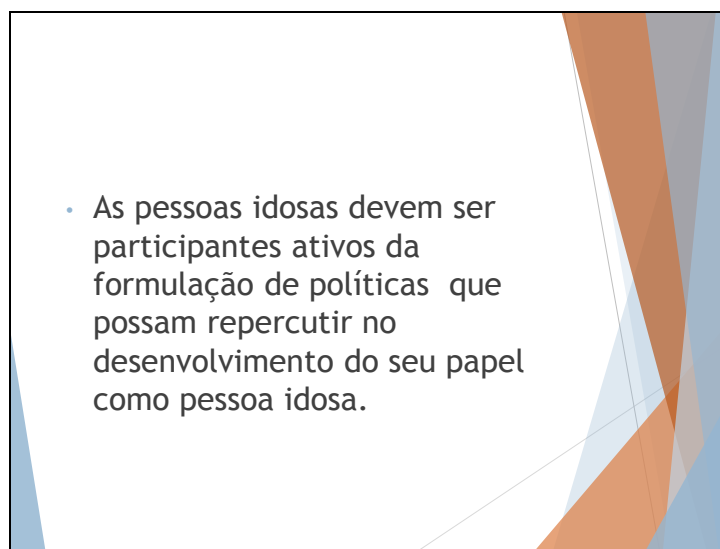 • As pessoas idosas devem ser
participantes ativos da
formulação de políticas  que
possam repercutir no
desenvolvimento do seu papel
como pessoa idosa.